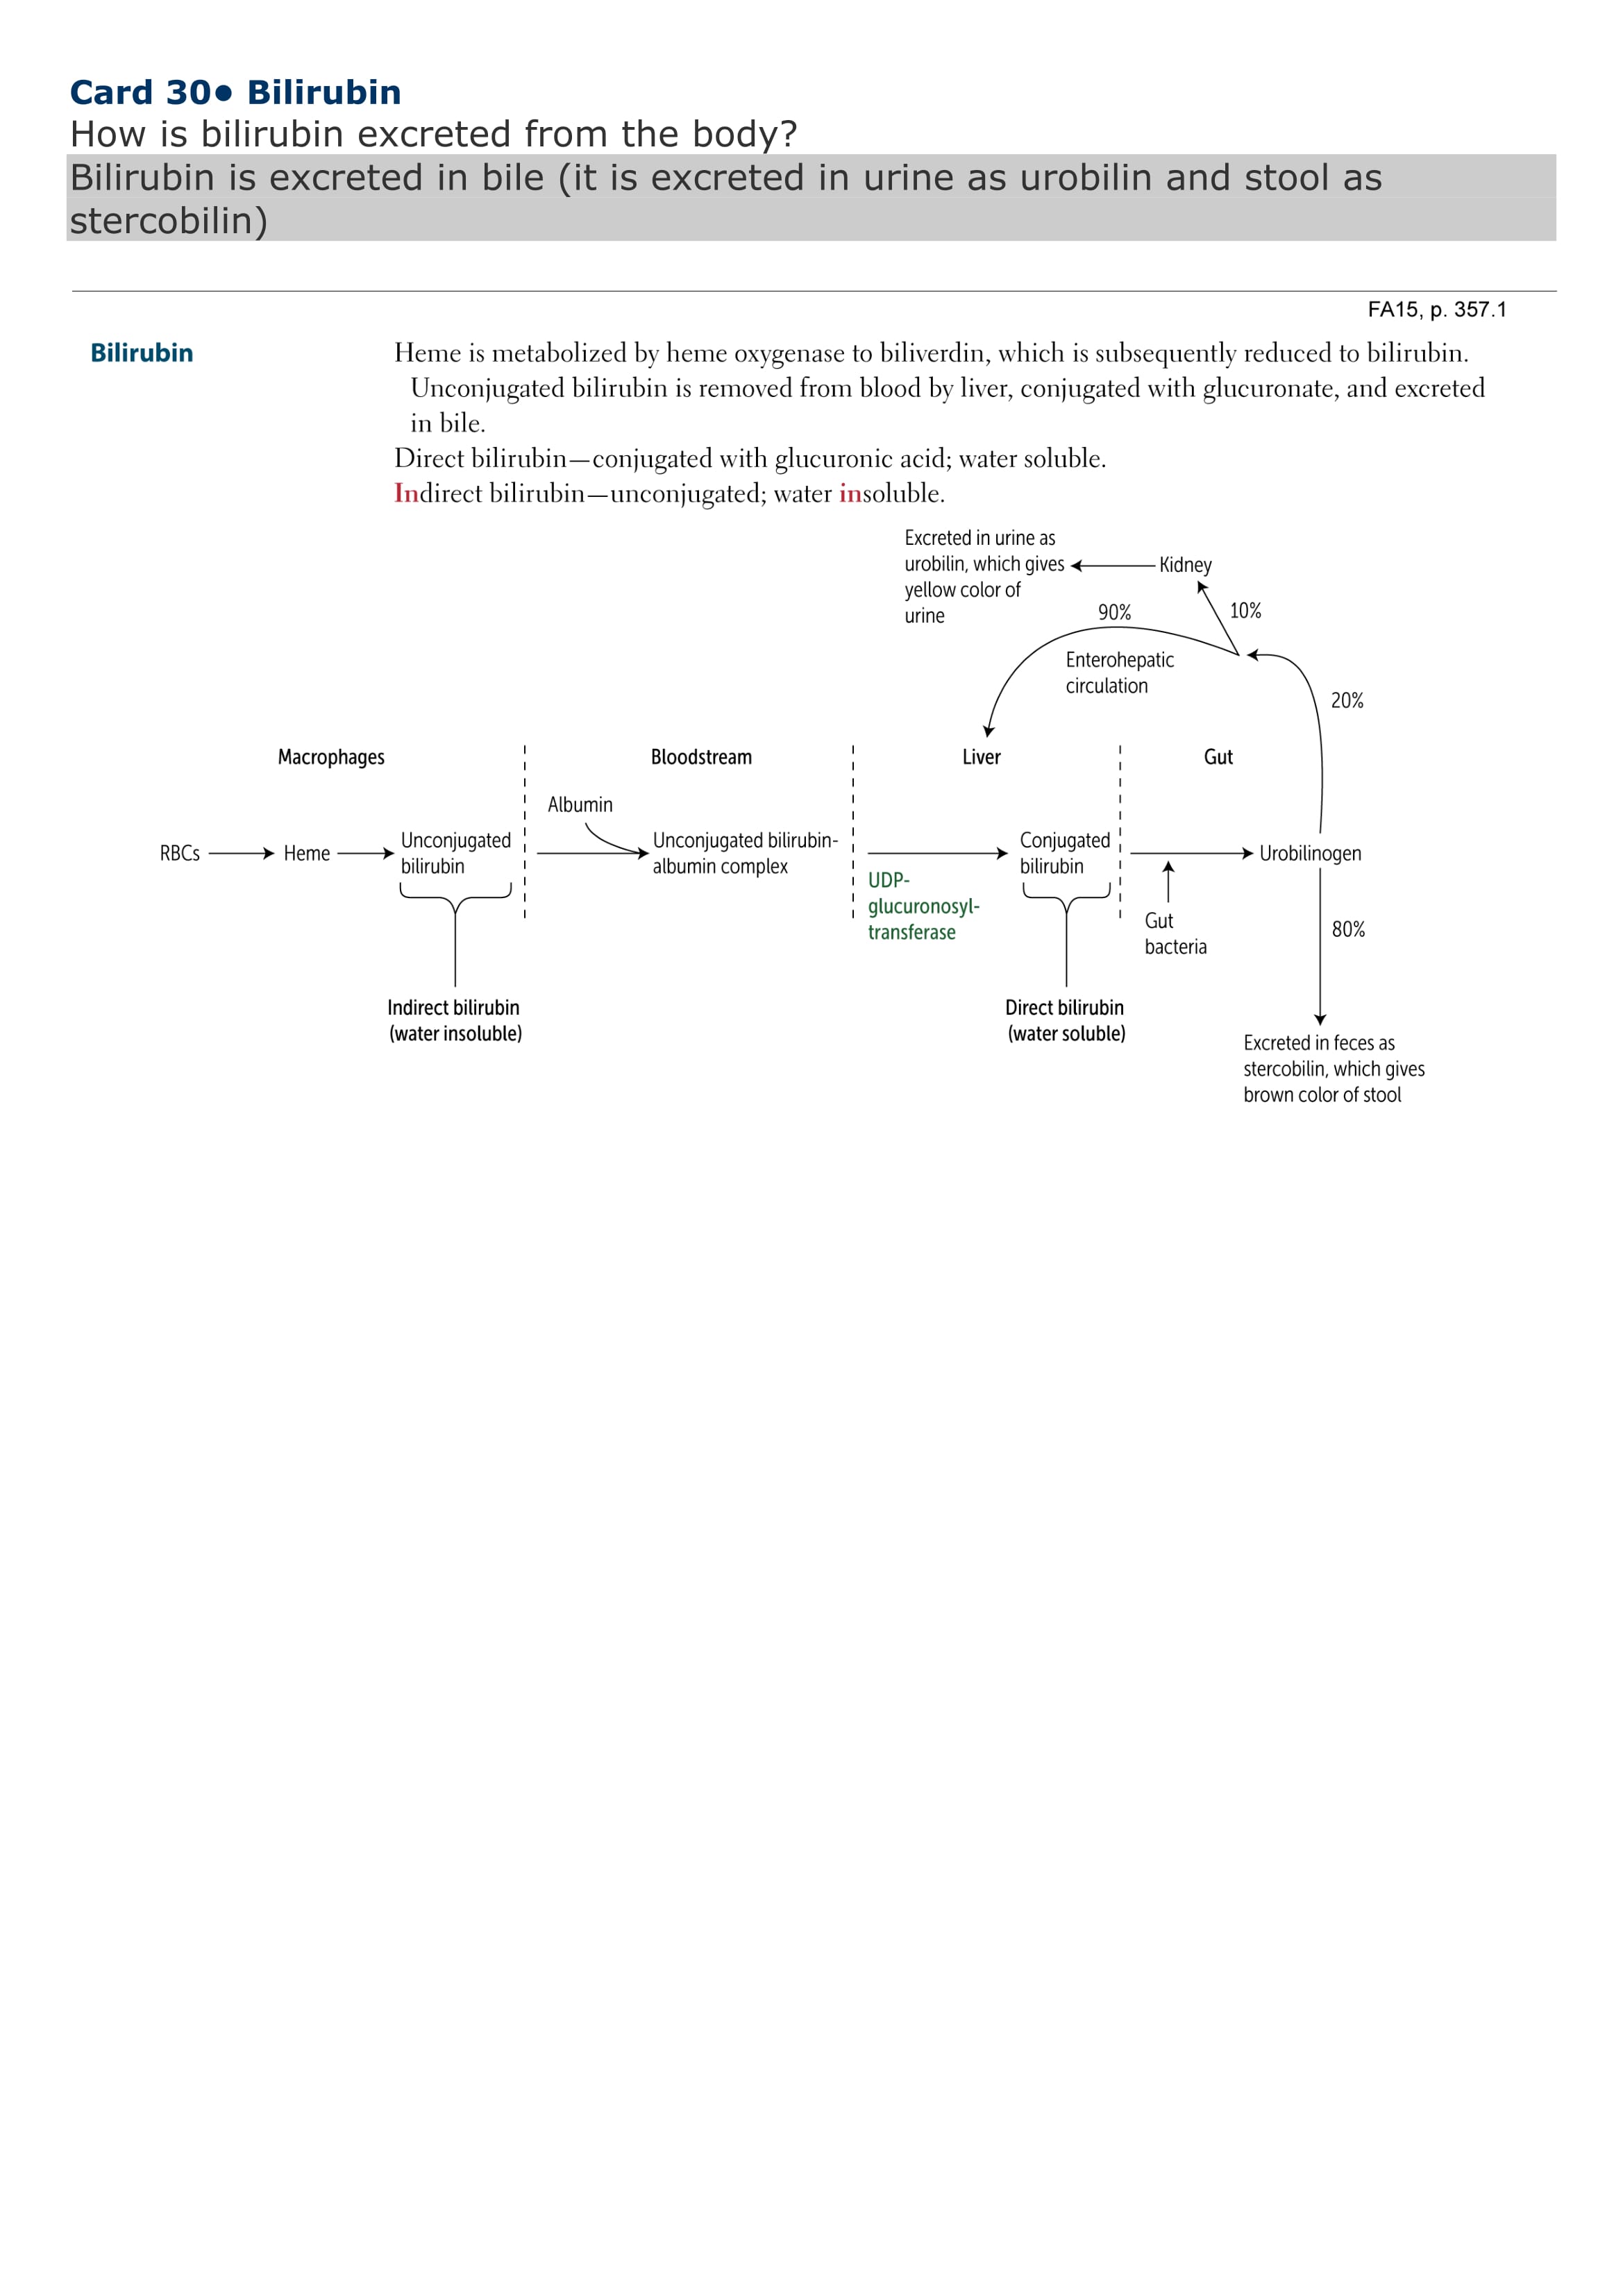 Card 30● Bilirubin
How is bilirubin excreted from the body?
Bilirubin is excreted in bile (it is excreted in urine as urobilin and stool as
stercobilin)
FA15, p. 357.1
Bilirubin
Heme is metabolized by heme oxygenase to biliverdin, which is subsequently reduced to bilirubin.
Unconjugated bilirubin is removed from blood by liver, conjugated with glucuronate, and excreted
in bile.
Direct bilirubin—conjugated with glucuronic acid; water soluble.
Indirect bilirubin—unconjugated; water insoluble.
Excreted in urine as
urobilin, which gives
yellow color of
urine
Kidney
90%
10%
Enterohepatic
circulation
20%
Macrophages
Bloodstream
Liver
Gut
Albumin
RBCs
Heme
Unconjugated
bilirubin
Unconjugated bilirubin-
albumin complex
Conjugated
bilirubin
Urobilinogen
UDP-
glucuronosyl-
transferase
Gut
bacteria
80%
Indirect bilirubin
(water insoluble)
Direct bilirubin
(water soluble)
Excreted in feces as
stercobilin, which gives
brown color of stool